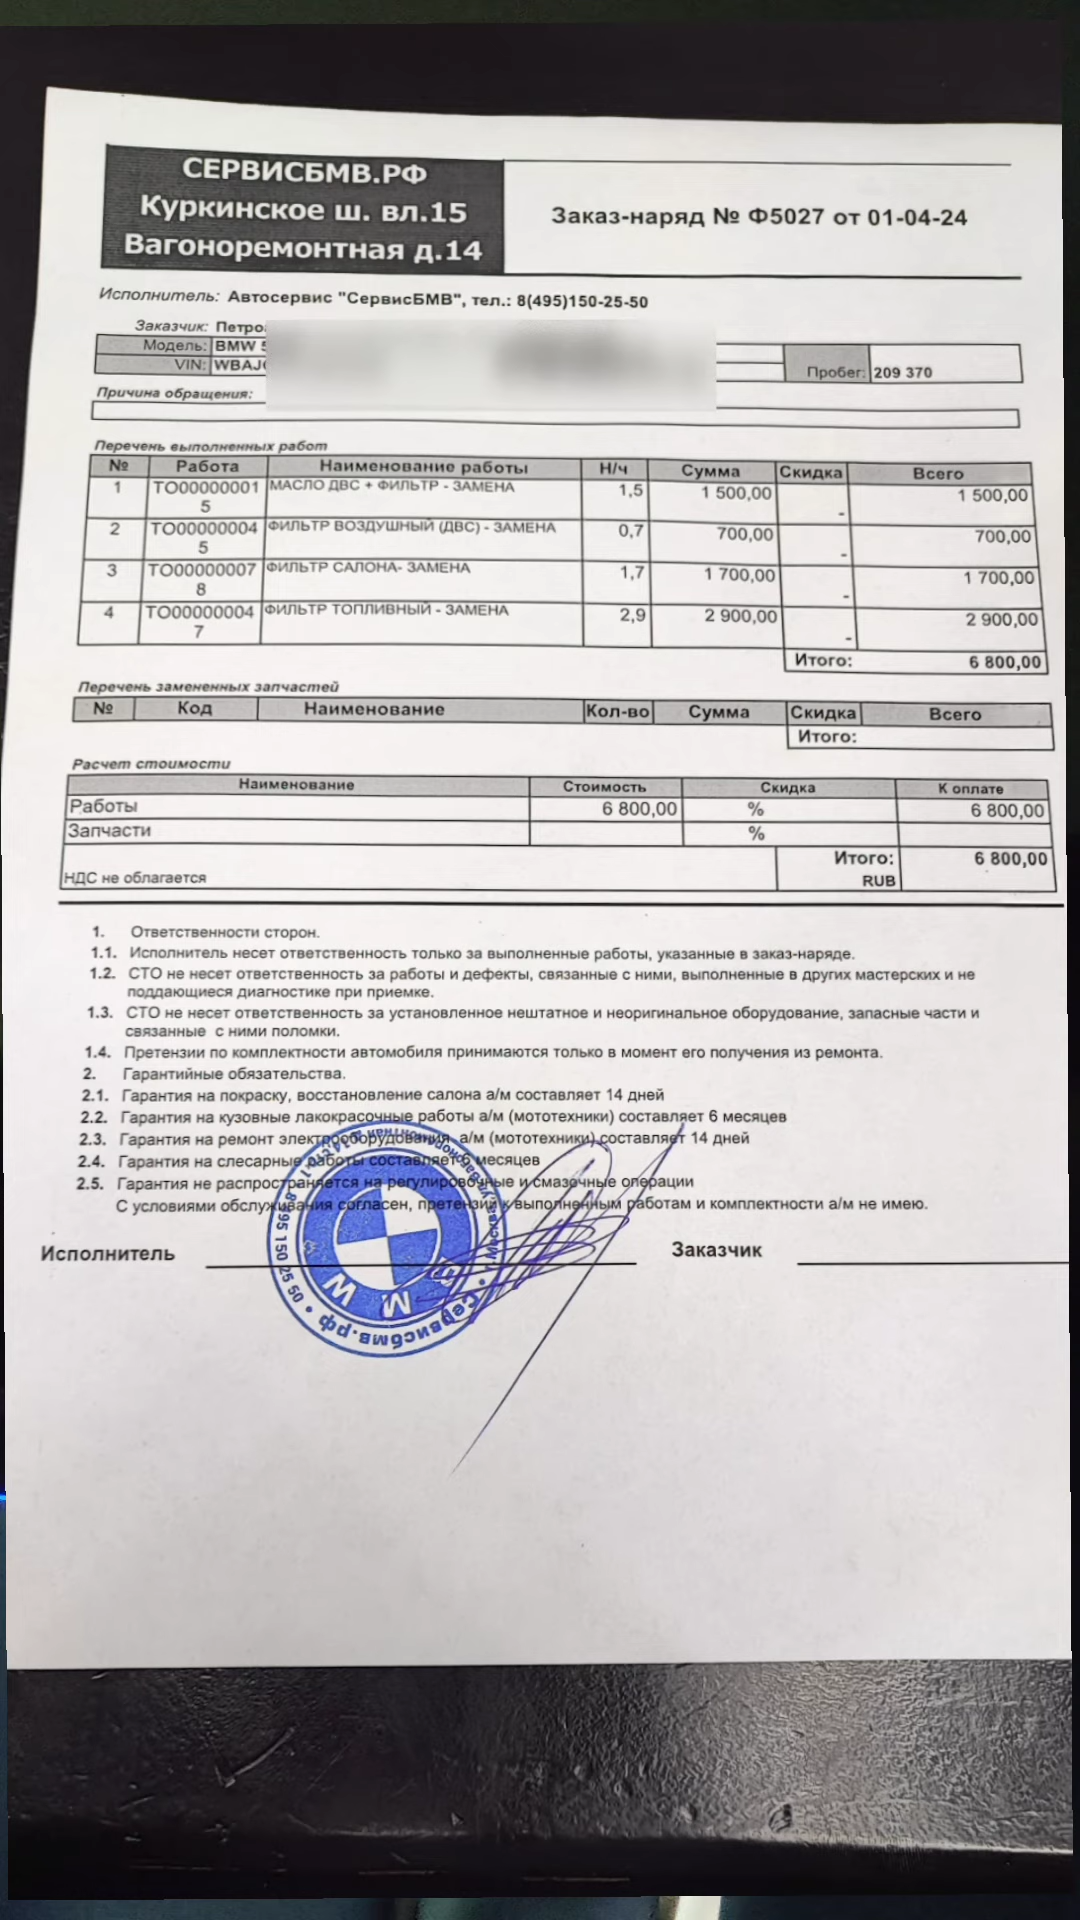 СЕРВИСБМВ.РФ
Куркинское ш. вл.15
Вагоноремонтная д.14
Заказ-наряд № Ф5027 от 01-04-24
Исполнитель: Автосервис "СервисБМВ", тел.: 8(495)150-25-50
Заказчик: Петро
Модель: BMW 5
VIN: WBAJ
Пробег: 209 370
Причина обращения:
Перечень выполненных работ
№ Работа Наименование работы Н/ч Сумма Скидка Всего
1 ТО000000015 МАСЛО ДВС + ФИЛЬТР - ЗАМЕНА 1,5 1 500,00 - 1 500,00
2 ТО000000045 ФИЛЬТР ВОЗДУШНЫЙ (ДВС) - ЗАМЕНА 0,7 700,00 - 700,00
3 ТО000000078 ФИЛЬТР САЛОНА- ЗАМЕНА 1,7 1 700,00 - 1 700,00
4 ТО000000047 ФИЛЬТР ТОПЛИВНЫЙ - ЗАМЕНА 2,9 2 900,00 - 2 900,00
Итого: 6 800,00
Перечень замененных запчастей
№ Код Наименование Кол-во Сумма Скидка Всего
Итого:
Расчет стоимости
Наименование Стоимость Скидка К оплате
Работы 6 800,00 % 6 800,00
Запчасти %
Итого: 6 800,00
НДС не облагается RUB
1. Ответственности сторон.
1.1. Исполнитель несет ответственность только за выполненные работы, указанные в заказ-наряде.
1.2. СТО не несет ответственность за работы и дефекты, связанные с ними, выполненные в других мастерских и не
поддающиеся диагностике при приемке.
1.3. СТО не несет ответственность за установленное нештатное и неоригинальное оборудование, запасные части и
связанные с ними поломки.
1.4. Претензии по комплектности автомобиля принимаются только в момент его получения из ремонта.
2. Гарантийные обязательства.
2.1. Гарантия на покраску, восстановление салона а/м составляет 14 дней
2.2. Гарантия на кузовные лакокрасочные работы а/м (мототехники) составляет 6 месяцев
2.3. Гарантия на ремонт электрооборудования а/м (мототехники) составляет 14 дней
2.4. Гарантия на слесарные работы составляет 6 месяцев
2.5. Гарантия не распространяется на регулировочные и смазочные операции
С условиями обслуживания согласен, претензий к выполненным работам и комплектности а/м не имею.
Исполнитель
Заказчик
BMW
Сервисбмв.рф
8 495 150 25 50